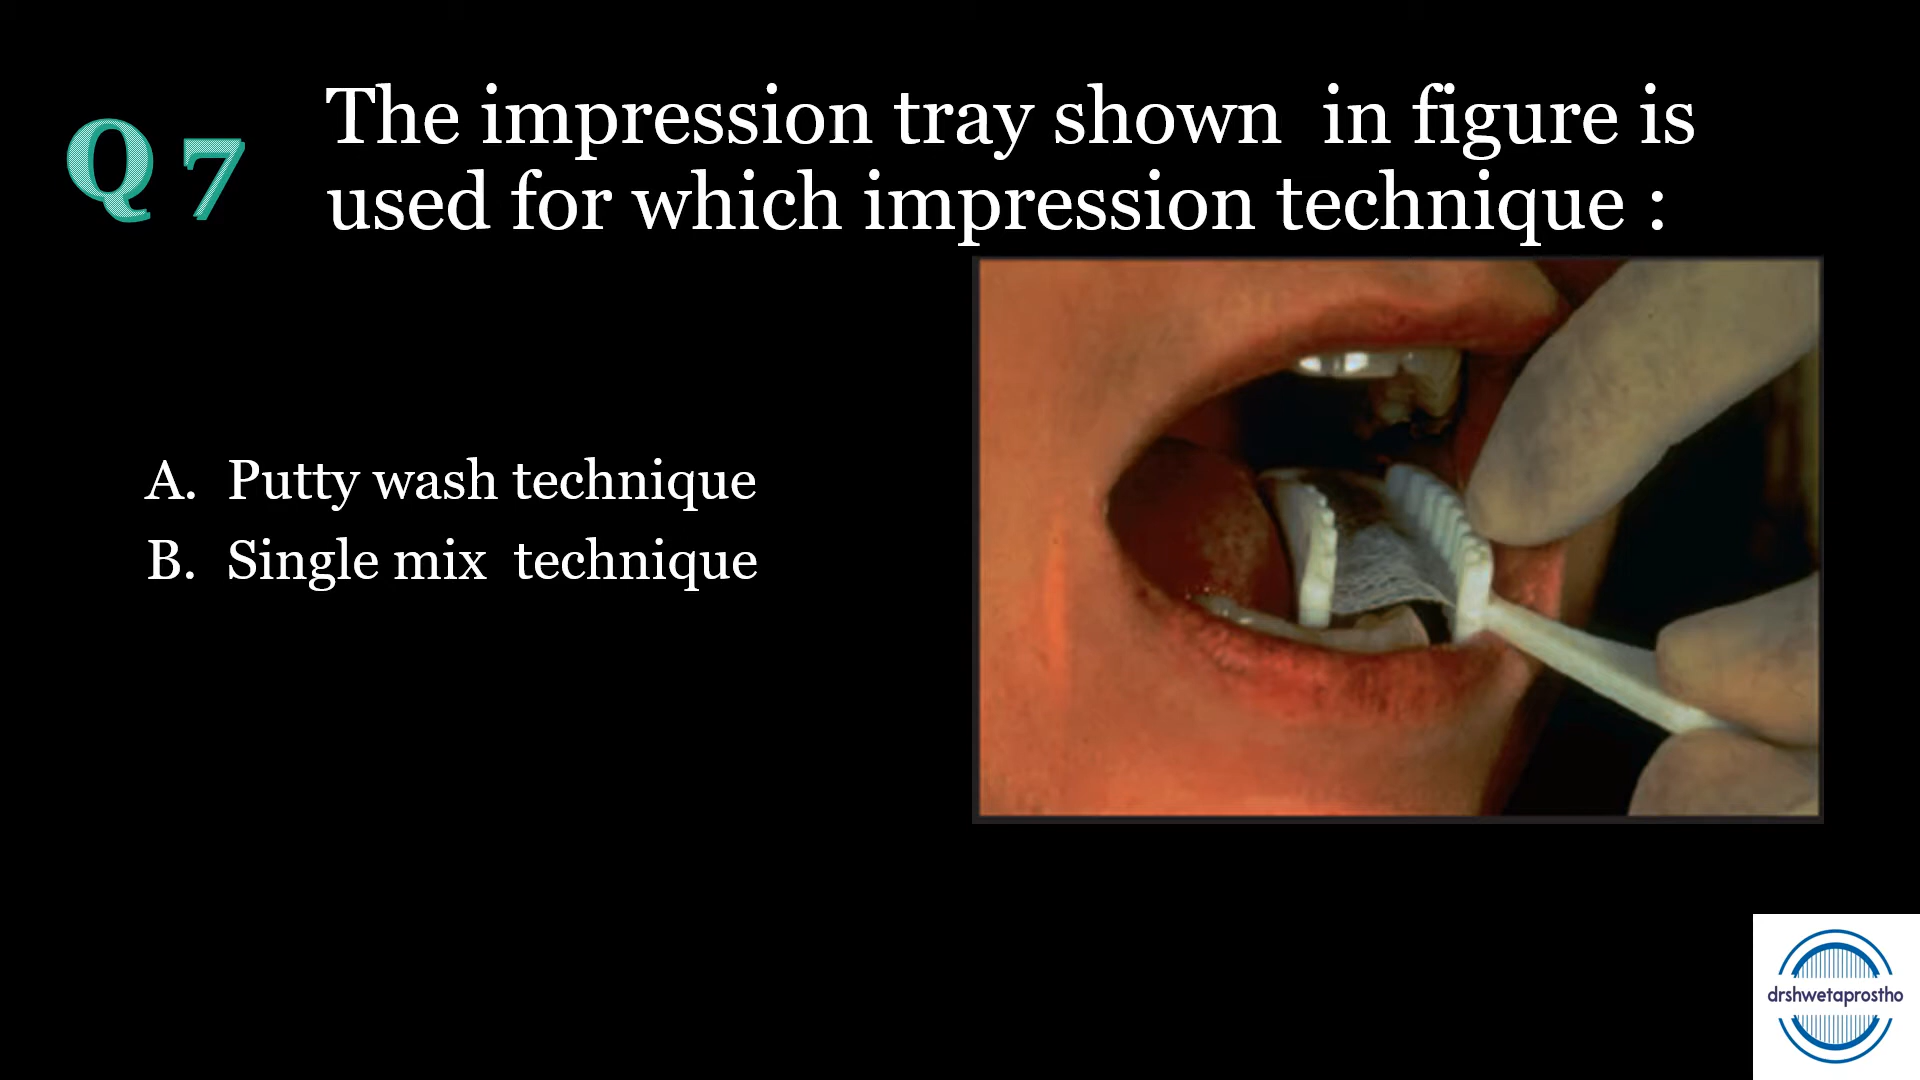 Q 7
The impression tray shown in figure is
used for which impression technique :
A. Putty wash technique
B. Single mix technique
drshwetaprostho